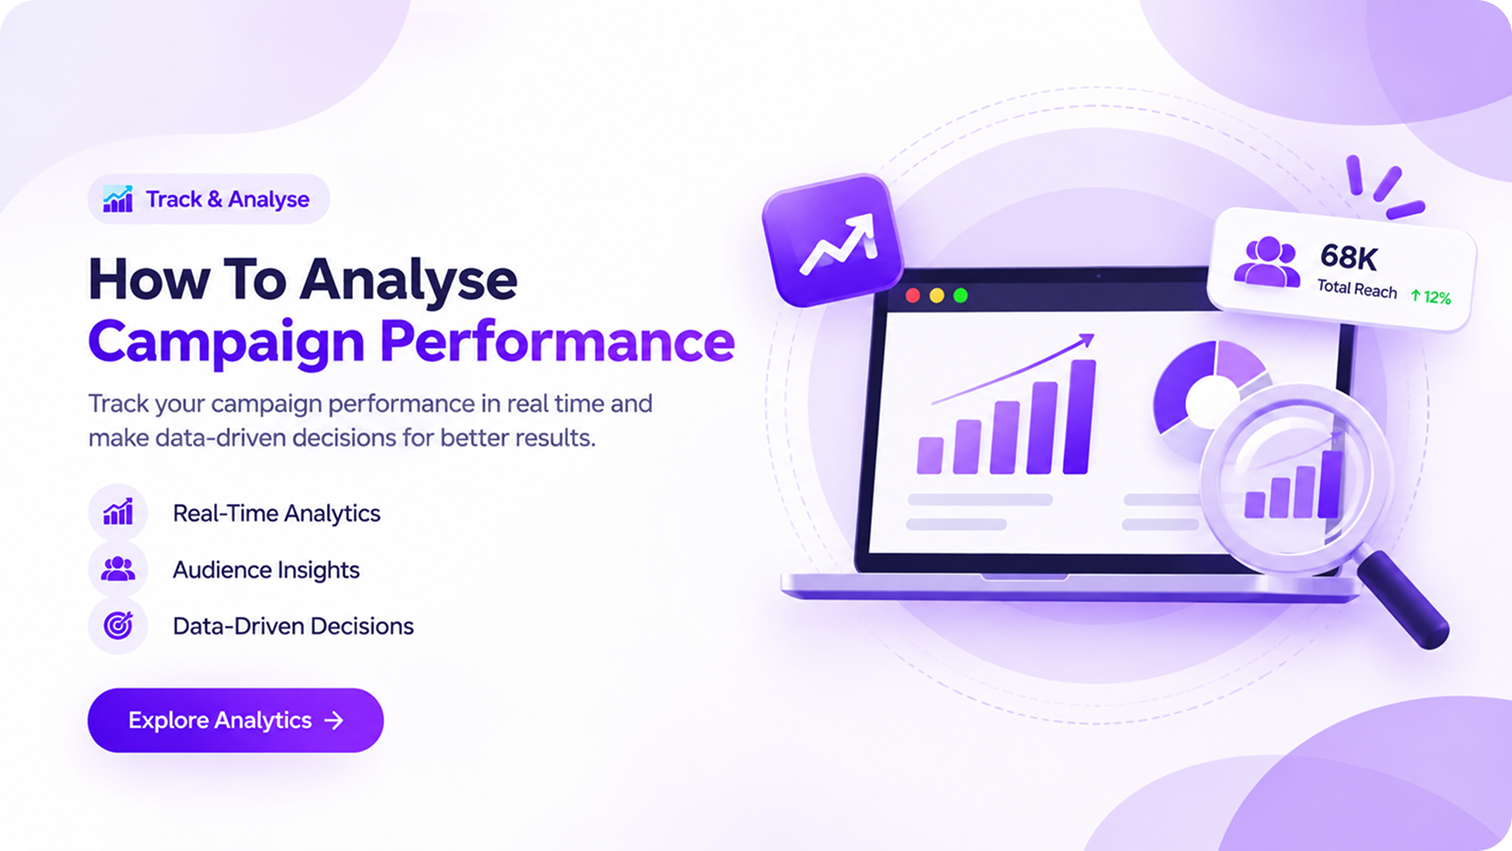 Track & Analyse
How To Analyse
Campaign Performance
Track your campaign performance in real time and
make data-driven decisions for better results.
Real-Time Analytics
Audience Insights
Data-Driven Decisions
Explore Analytics →
68K
Total Reach ↑ 12%